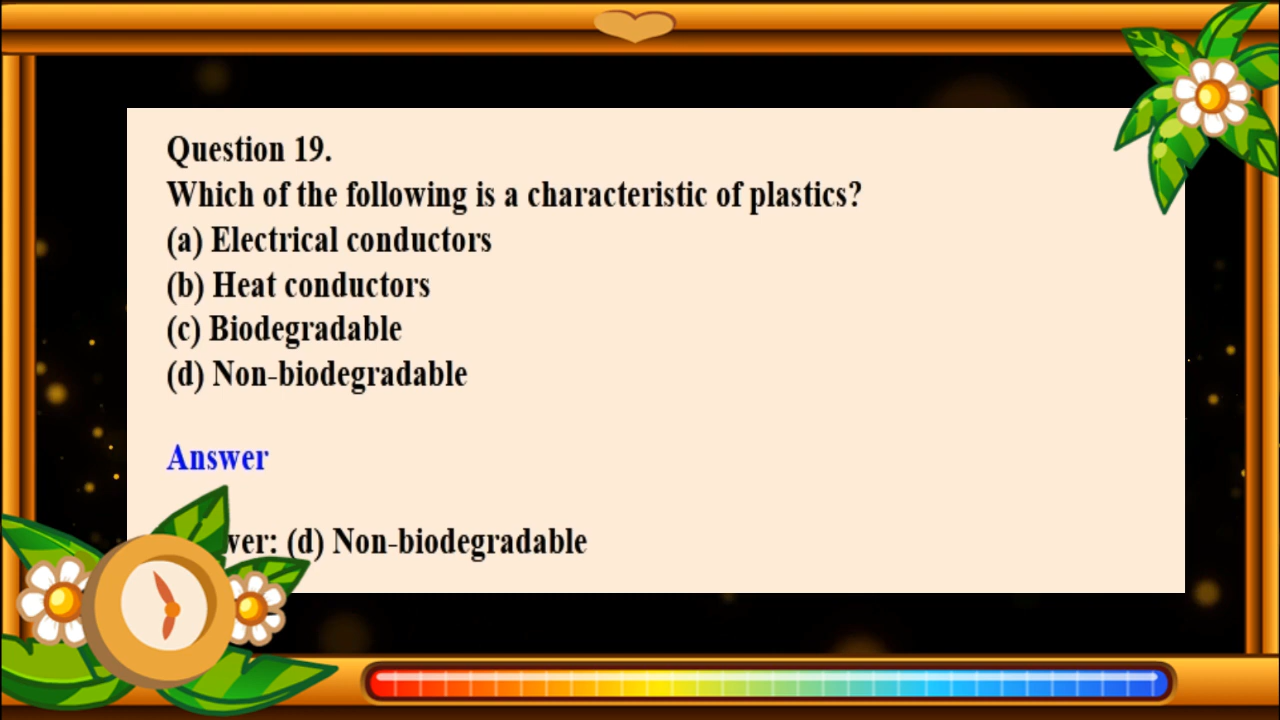 Question 19.
Which of the following is a characteristic of plastics?
(a) Electrical conductors
(b) Heat conductors
(c) Biodegradable
(d) Non-biodegradable
Answer
(d) Non-biodegradable